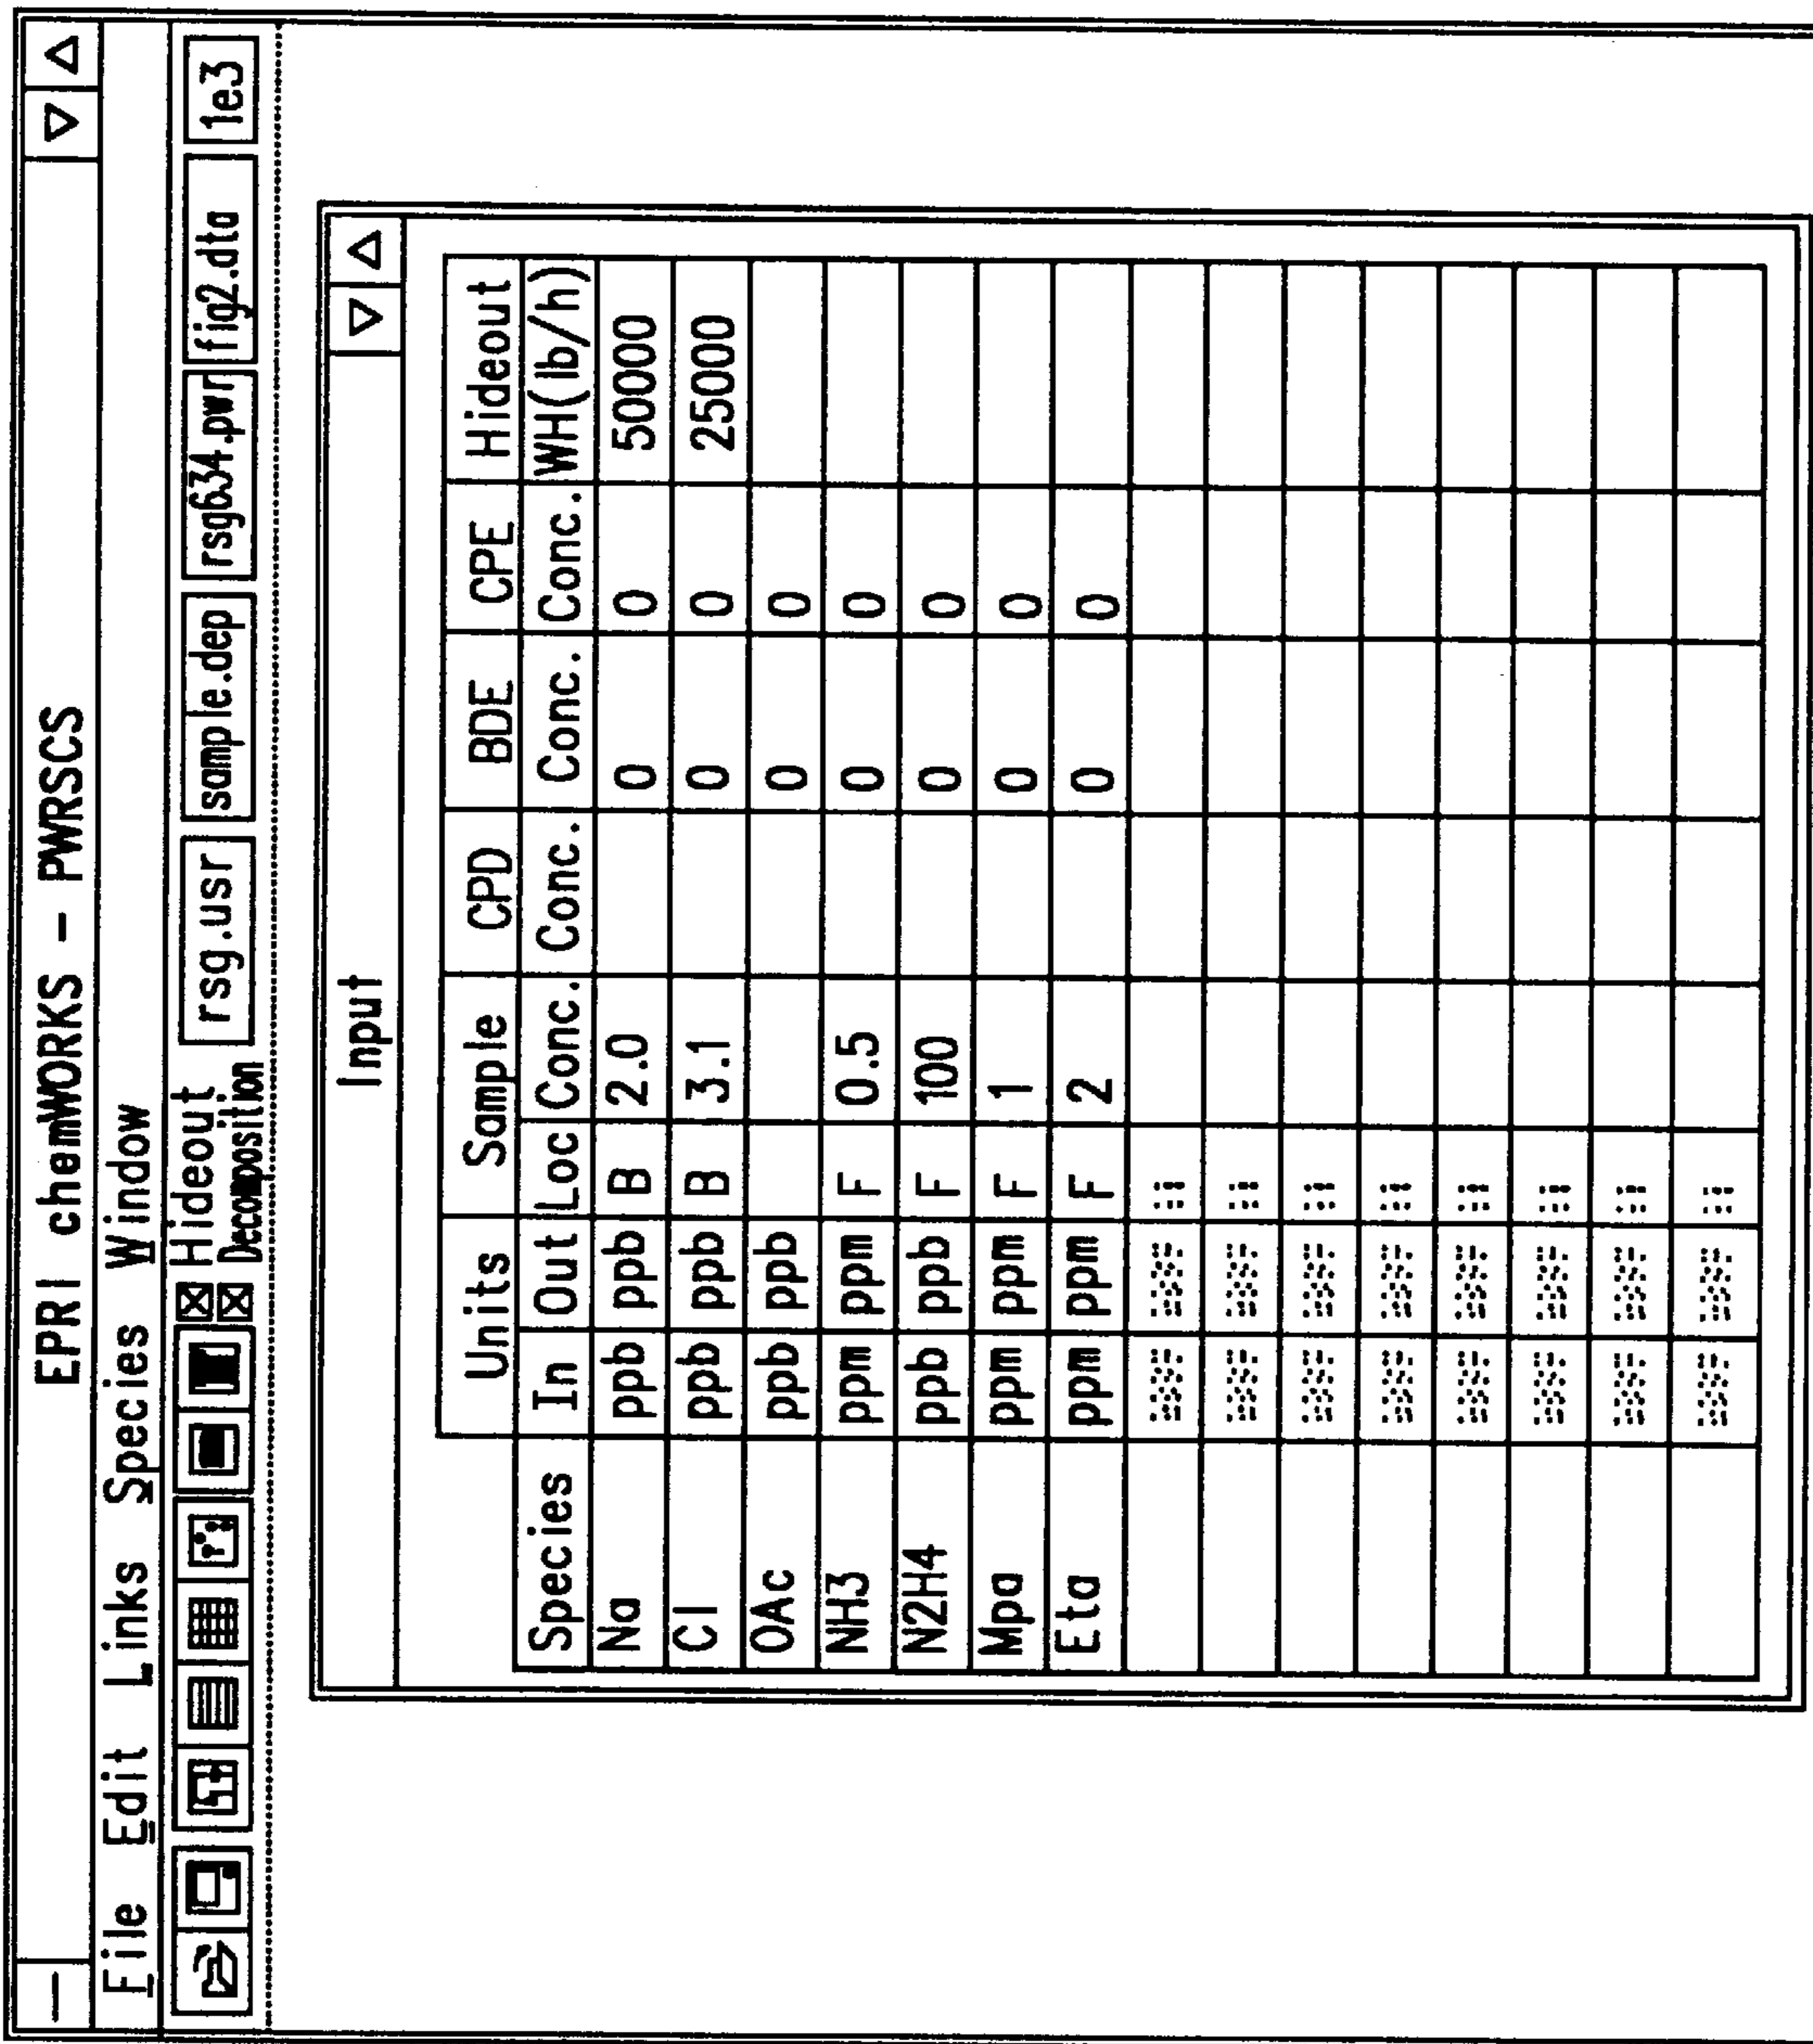 EPRI chemWORKS - PWRSCS
File Edit Links Species Window
Hideout
Decomposition
rsg.usr sample.dep rsg634.pwr fig2.dta 1e3
Input
Units Sample CPD BDE CPE Hideout
Species In Out Loc Conc. Conc. Conc. Conc. WH(lb/h)
Na ppb ppb B 2.0 0 0 50000
Cl ppb ppb B 3.1 0 0 25000
OAc ppb ppb 0 0
NH3 ppm ppm F 0.5 0 0
N2H4 ppb ppb F 100 0 0
Mpa ppm ppm F 1 0 0
Eta ppm ppm F 2 0 0